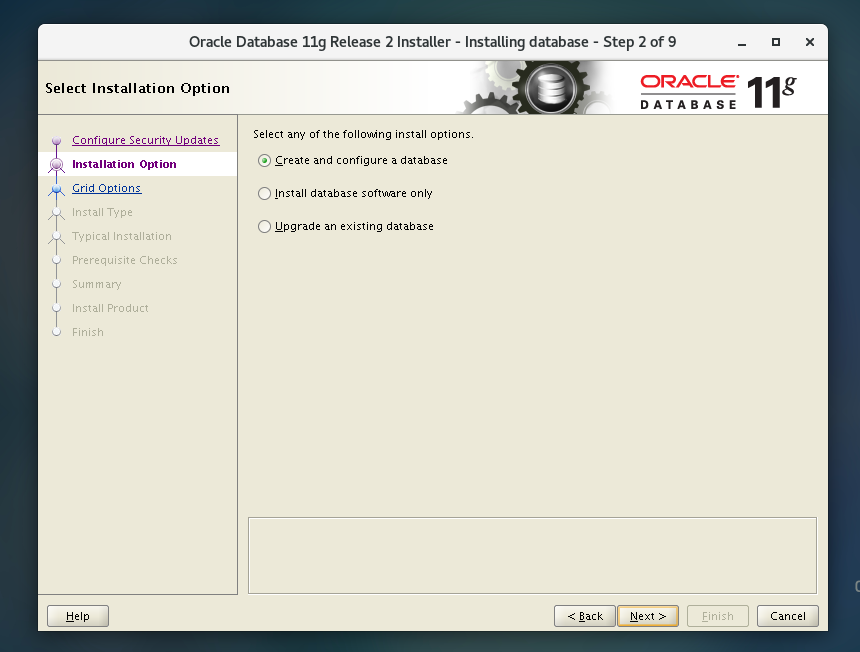 Oracle Database 11g Release 2 Installer - Installing database - Step 2 of 9
Select Installation Option
ORACLE
DATABASE
11g
Configure Security Updates
Installation Option
Grid Options
Install Type
Typical Installation
Prerequisite Checks
Summary
Install Product
Finish
Select any of the following install options.
Create and configure a database
Install database software only
Upgrade an existing database
Help
< Back
Next >
Finish
Cancel